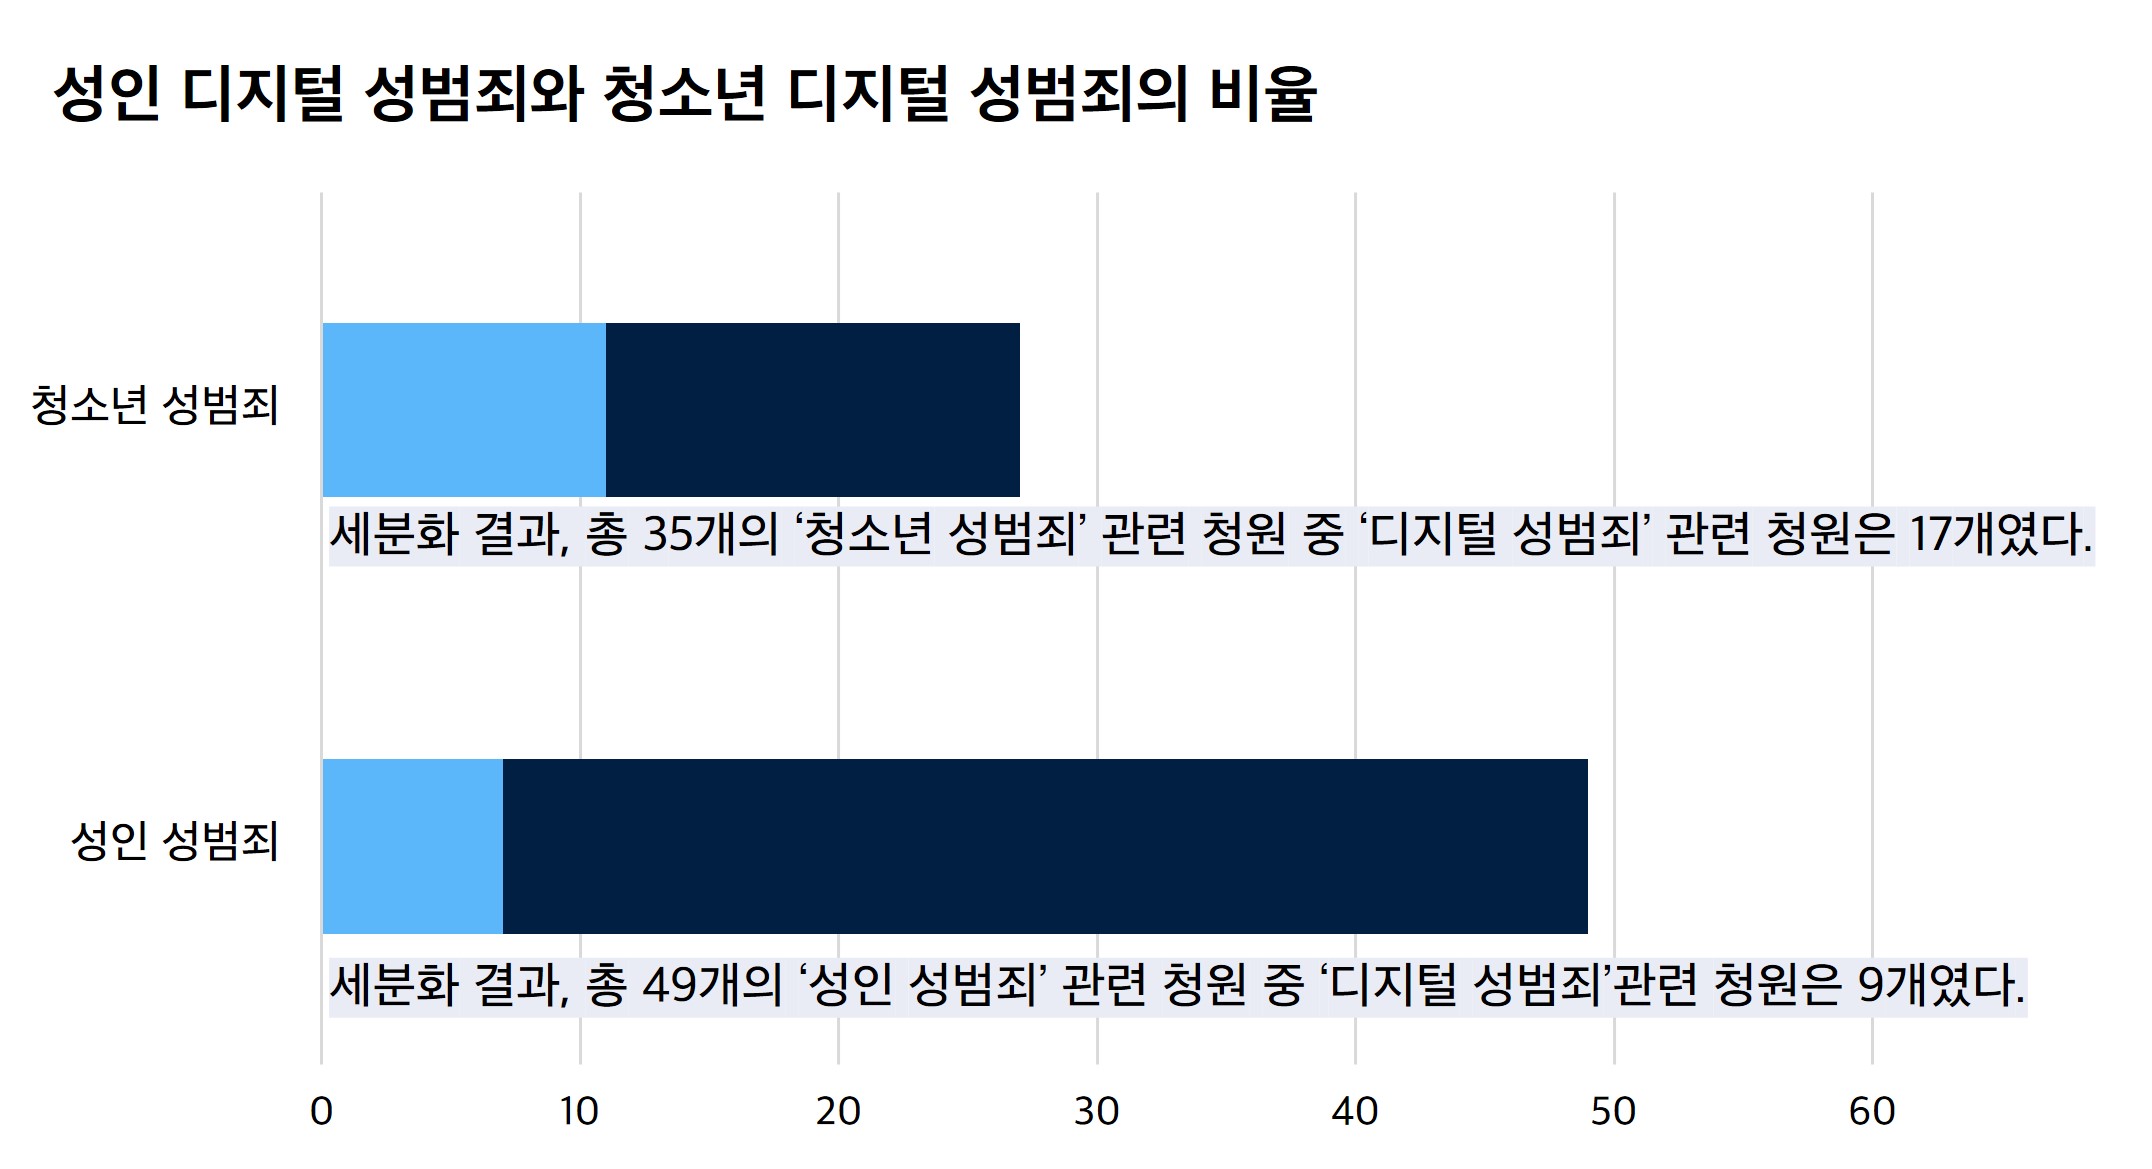 성인 디지털 성범죄와 청소년 디지털 성범죄의 비율
청소년 성범죄
세분화 결과, 총 35개의 ‘청소년 성범죄’ 관련 청원 중 ‘디지털 성범죄’ 관련 청원은 17개였다.
성인 성범죄
세분화 결과, 총 49개의 ‘성인 성범죄’ 관련 청원 중 ‘디지털 성범죄’관련 청원은 9개였다.
0 10 20 30 40 50 60